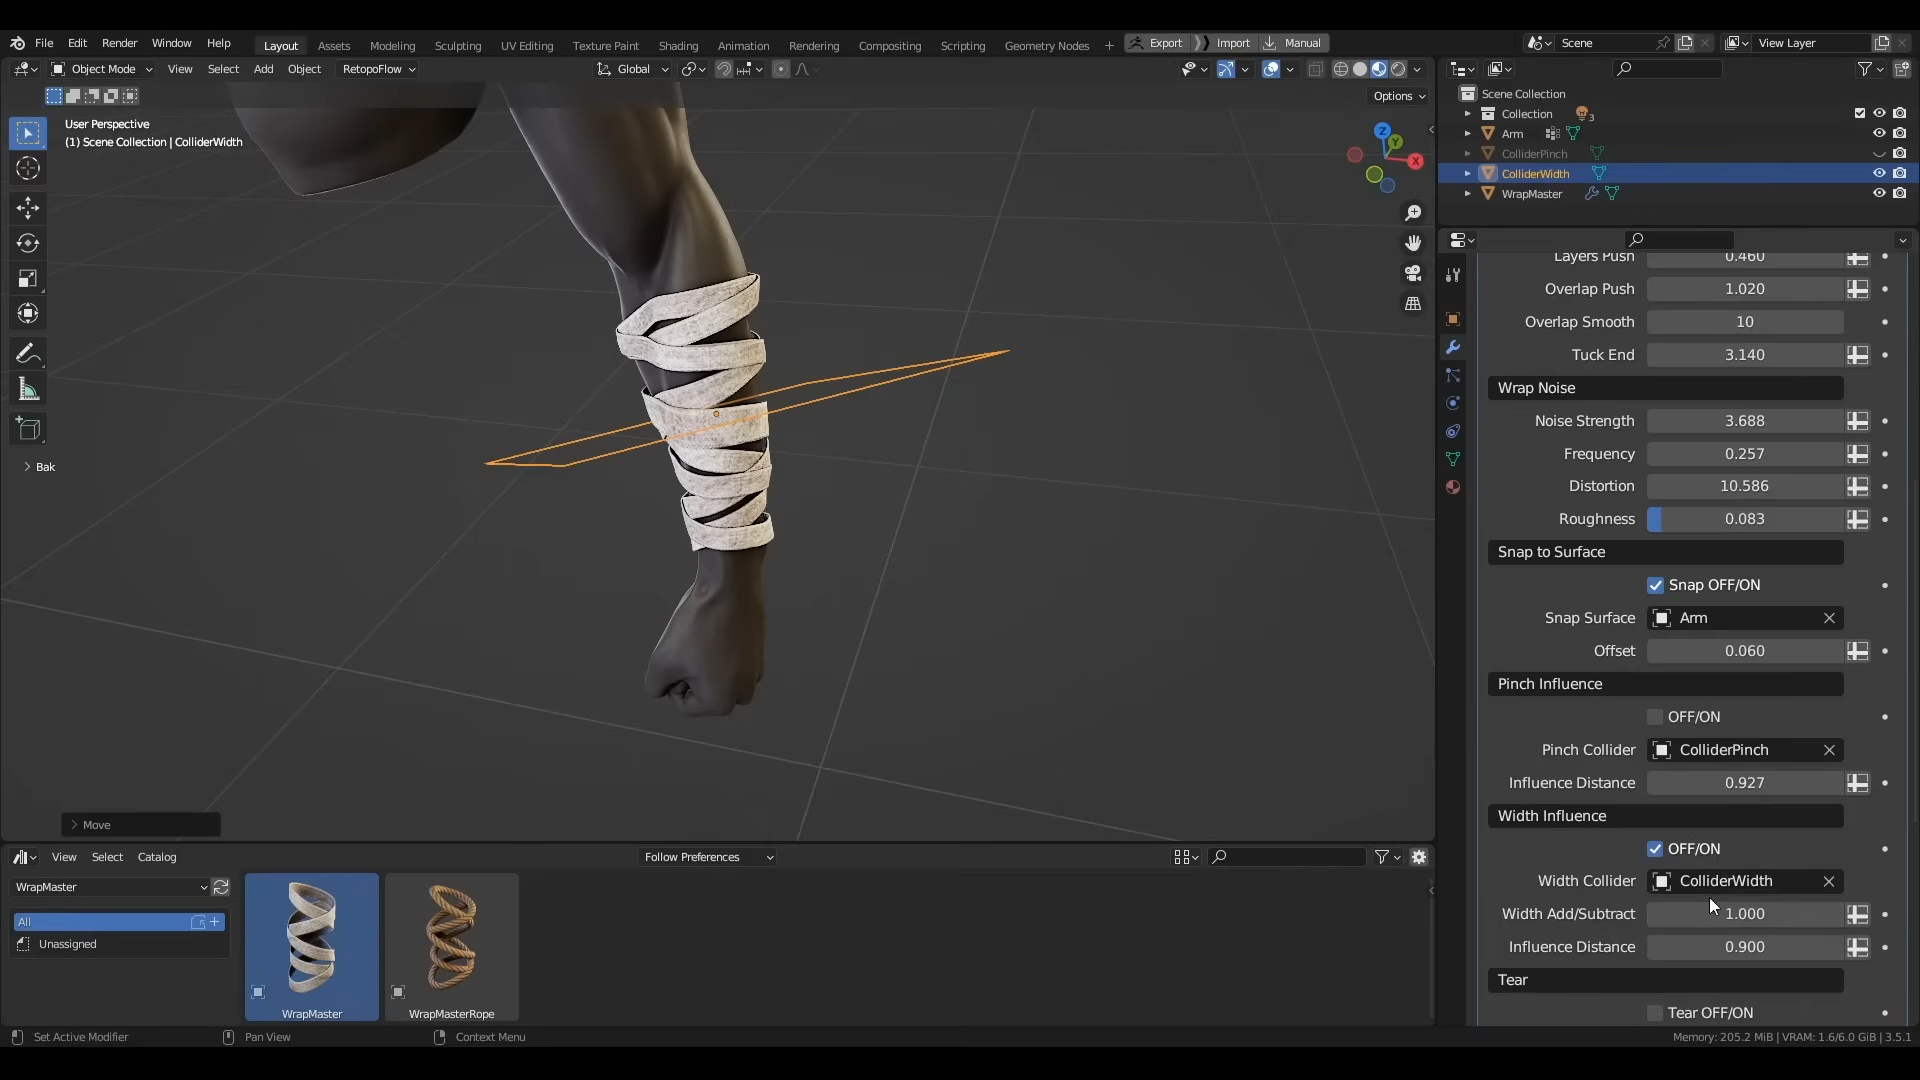 File Edit Render Window Help Layout Assets Modeling Sculpting UV Editing Texture Paint Shading Animation Rendering Compositing Scripting Geometry Nodes + Export Import Manual Scene View Layer
Object Mode View Select Add Object RetopoFlow Global
Options
User Perspective
(1) Scene Collection | ColliderWidth
Z
Y
X
Bak
Move
Scene Collection
Collection 3
Arm
ColliderPinch
ColliderWidth
WrapMaster
Layers Push 0.460
Overlap Push 1.020
Overlap Smooth 10
Tuck End 3.140
Wrap Noise
Noise Strength 3.688
Frequency 0.257
Distortion 10.586
Roughness 0.083
Snap to Surface
Snap OFF/ON
Snap Surface Arm
Offset 0.060
Pinch Influence
OFF/ON
Pinch Collider ColliderPinch
Influence Distance 0.927
Width Influence
OFF/ON
Width Collider ColliderWidth
Width Add/Subtract 1.000
Influence Distance 0.900
Tear
Tear OFF/ON
View Select Catalog Follow Preferences
WrapMaster
All
Unassigned
WrapMaster
WrapMasterRope
Set Active Modifier Pan View Context Menu Memory: 205.2 MiB | VRAM: 1.6/6.0 GiB | 3.5.1